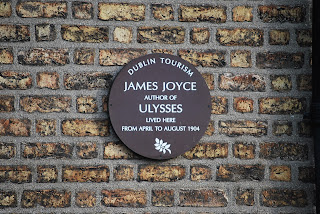 DUBLIN TOURISM
JAMES JOYCE
AUTHOR OF
ULYSSES
LIVED HERE
FROM APRIL TO AUGUST 1904